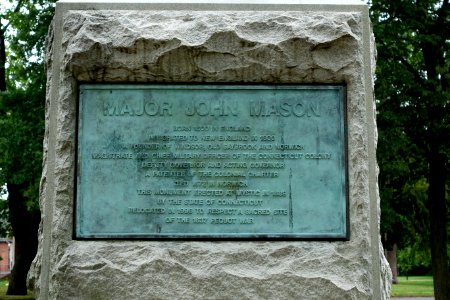 MAJOR JOHN MASON
BORN 1600 IN ENGLAND
IMMIGRATED TO NEW ENGLAND IN 1630
A FOUNDER OF WINDSOR, OLD SAYBROOK AND NORWICH
MAGISTRATE AND CHIEF MILITARY OFFICER OF THE CONNECTICUT COLONY
DEPUTY GOVERNOR AND ACTING GOVERNOR
A PATENTEE OF THE COLONIAL CHARTER
DIED 1672 IN NORWICH
THIS MONUMENT ERECTED AT MYSTIC IN 1889
BY THE STATE OF CONNECTICUT
RELOCATED IN 1996 TO RESPECT A SACRED SITE
OF THE 1637 PEQUOT WAR